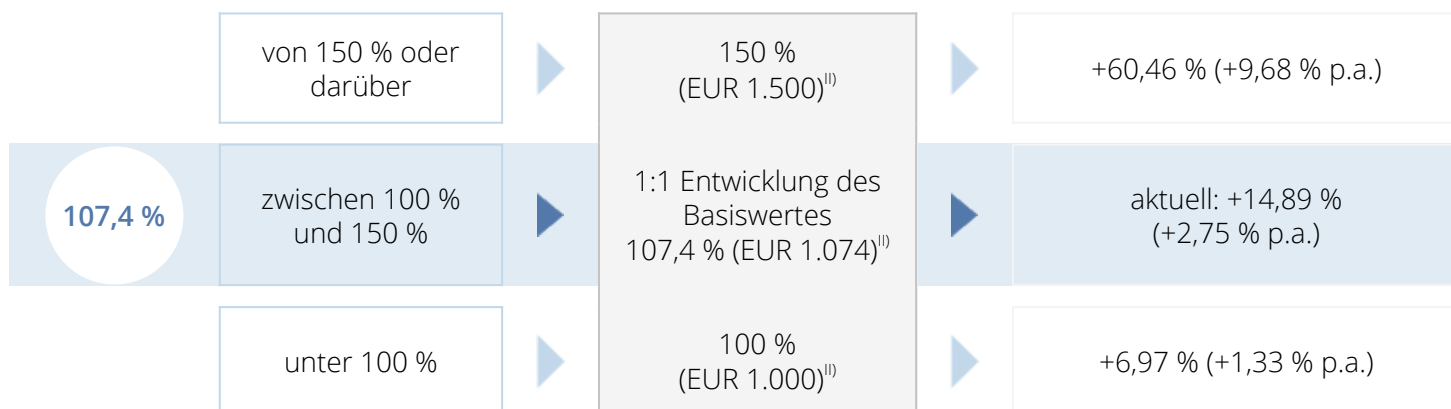 von 150 % oder
darüber
150 %
(EUR 1.500)II)
+60,46 % (+9,68 % p.a.)
107,4 %
zwischen 100 %
und 150 %
1:1 Entwicklung des
Basiswertes
107,4 % (EUR 1.074)II)
aktuell: +14,89 %
(+2,75 % p.a.)
unter 100 %
100 %
(EUR 1.000)II)
+6,97 % (+1,33 % p.a.)